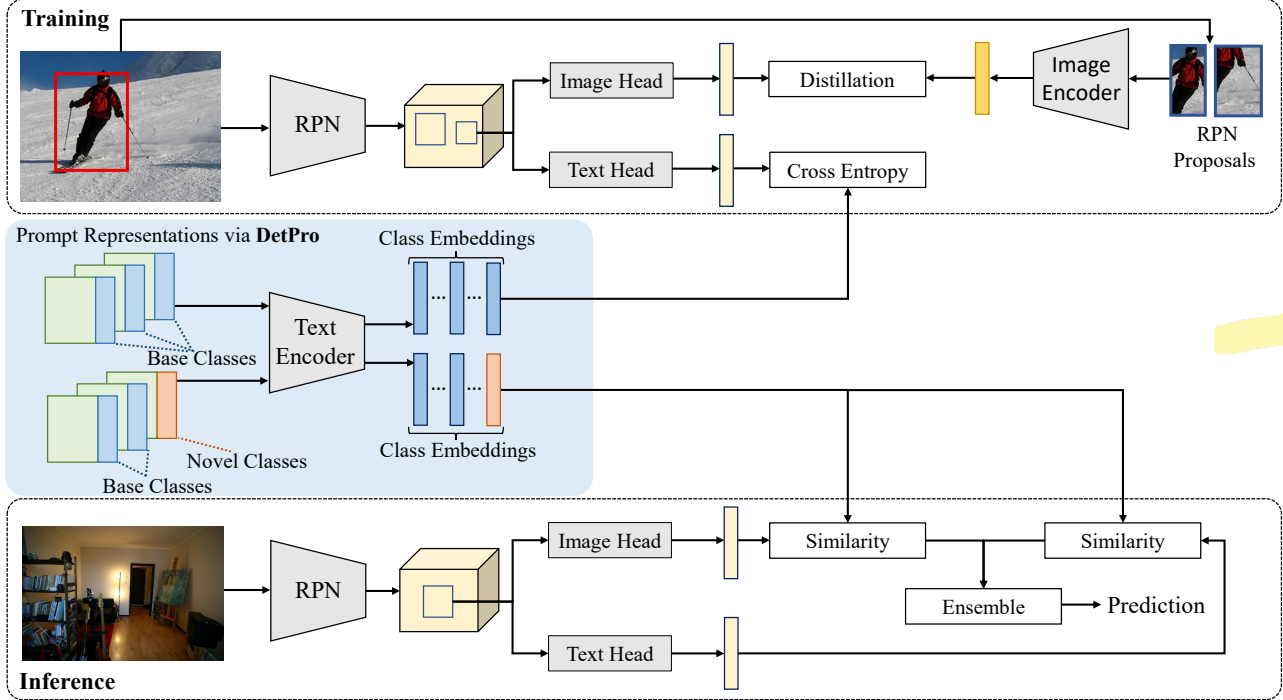 Training
RPN
Image Head
Distillation
Image
Encoder
RPN
Proposals
Text Head
Cross Entropy
Prompt Representations via DetPro
Class Embeddings
...
...
Base Classes
Text
Encoder
...
...
Novel Classes
Class Embeddings
Base Classes
RPN
Image Head
Similarity
Similarity
Ensemble
Prediction
Text Head
Inference